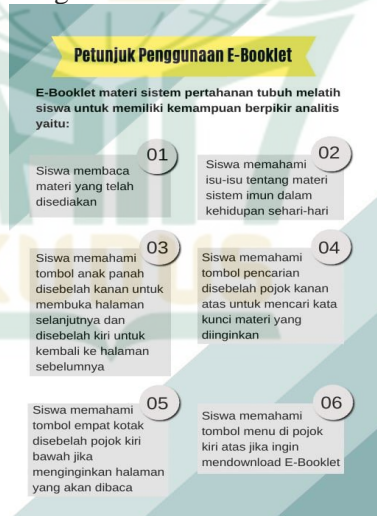 Petunjuk Penggunaan E-Booklet
E-Booklet materi sistem pertahanan tubuh melatih
siswa untuk memiliki kemampuan berpikir analitis
yaitu:
01
Siswa membaca
materi yang telah
disediakan
02
Siswa memahami
isu-isu tentang materi
sistem imun dalam
kehidupan sehari-hari
03
Siswa memahami
tombol anak panah
disebelah kanan untuk
membuka halaman
selanjutnya dan
disebelah kiri untuk
kembali ke halaman
sebelumnya
04
Siswa memahami
tombol pencarian
disebelah pojok kanan
atas untuk mencari kata
kunci materi yang
diinginkan
05
Siswa memahami
tombol empat kotak
disebelah pojok kiri
bawah jika
menginginkan halaman
yang akan dibaca
06
Siswa memahami
tombol menu di pojok
kiri atas jika ingin
mendownload E-Booklet